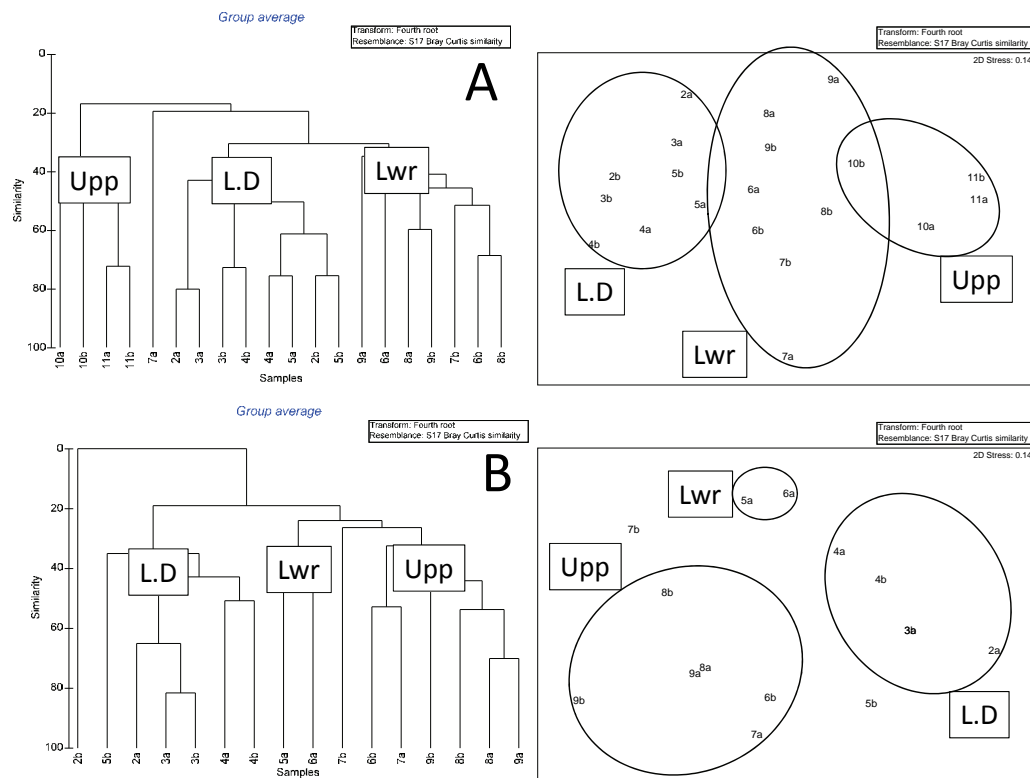 Group average
Transform: Fourth root
Resemblance: S17 Bray Curtis similarity
A
0
20
40
60
80
100
Similarity
Upp
L.D
Lwr
10a
10b
11a
11b
7a
2a
3a
3b
4b
4a
5a
2b
5b
9a
6a
8a
9b
7b
6b
8b
Samples
Transform: Fourth root
Resemblance: S17 Bray Curtis similarity
2D Stress: 0.14
9a
2a
8a
3a
9b
10b
2b
5b
11b
6a
3b
11a
5a
8b
4a
6b
10a
4b
7b
L.D
Upp
Lwr
7a
Group average
Transform: Fourth root
Resemblance: S17 Bray Curtis similarity
B
0
20
40
60
80
100
Similarity
L.D
Lwr
Upp
2b
5b
2a
3a
3b
4a
4b
5a
6a
7b
6b
7a
9b
8b
8a
9a
Samples
Transform: Fourth root
Resemblance: S17 Bray Curtis similarity
2D Stress: 0.14
Lwr
5a
6a
7b
4a
Upp
4b
8b
2a
8a
9a
6b
9b
5b
L.D
7a